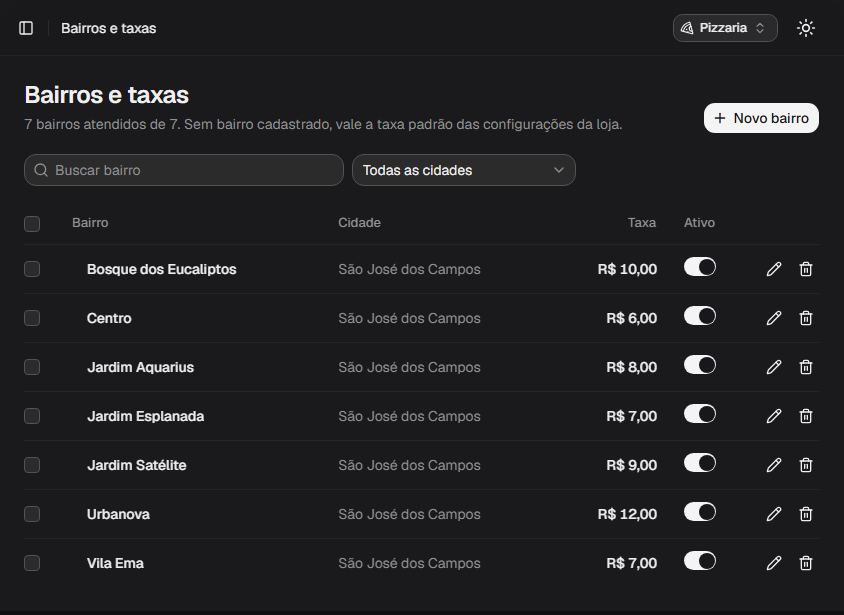 Bairros e taxas
Pizzaria
Bairros e taxas
7 bairros atendidos de 7. Sem bairro cadastrado, vale a taxa padrão das configurações da loja.
+ Novo bairro
Buscar bairro
Todas as cidades
Bairro Cidade Taxa Ativo
Bosque dos Eucaliptos São José dos Campos R$ 10,00
Centro São José dos Campos R$ 6,00
Jardim Aquarius São José dos Campos R$ 8,00
Jardim Esplanada São José dos Campos R$ 7,00
Jardim Satélite São José dos Campos R$ 9,00
Urbanova São José dos Campos R$ 12,00
Vila Ema São José dos Campos R$ 7,00